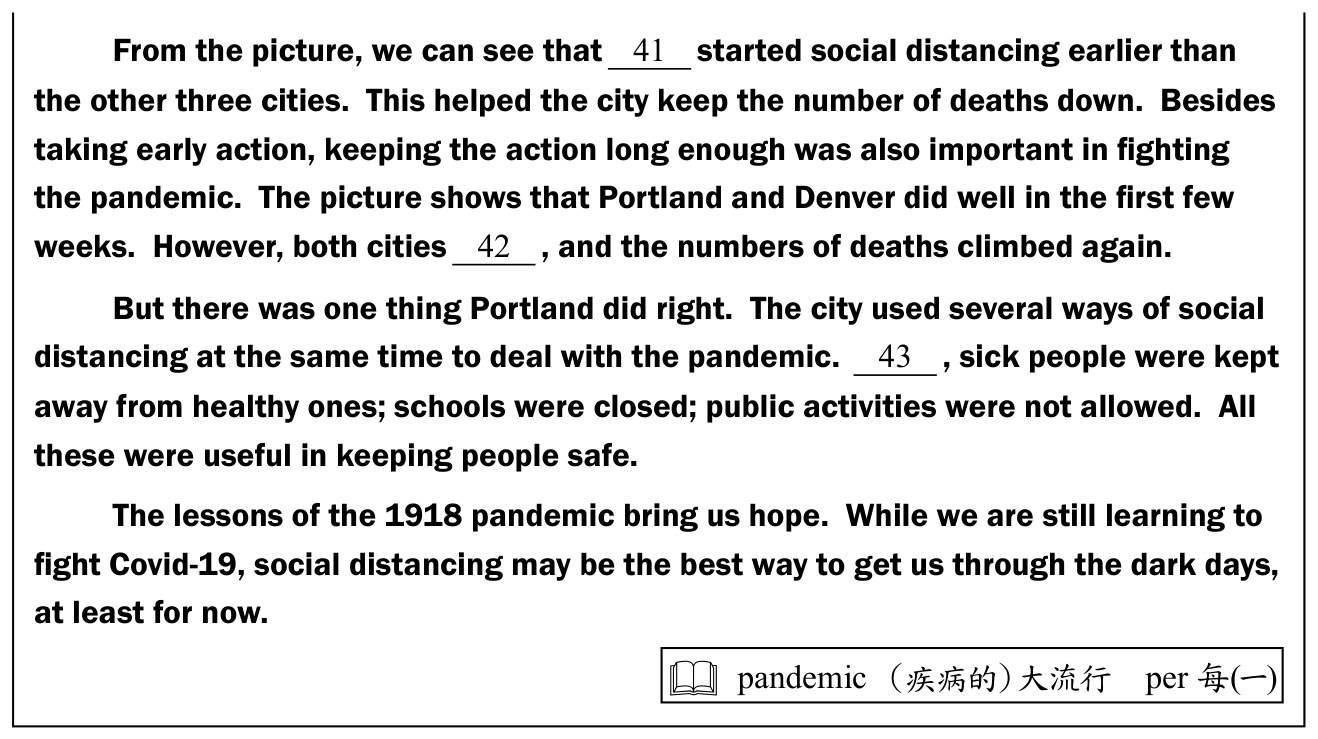 From the picture, we can see that 41 started social distancing earlier than
the other three cities. This helped the city keep the number of deaths down. Besides
taking early action, keeping the action long enough was also important in fighting
the pandemic. The picture shows that Portland and Denver did well in the first few
weeks. However, both cities 42 , and the numbers of deaths climbed again.
But there was one thing Portland did right. The city used several ways of social
distancing at the same time to deal with the pandemic. 43 , sick people were kept
away from healthy ones; schools were closed; public activities were not allowed. All
these were useful in keeping people safe.
The lessons of the 1918 pandemic bring us hope. While we are still learning to
fight Covid-19, social distancing may be the best way to get us through the dark days,
at least for now.
pandemic (疾病的)大流行 per 每(一)